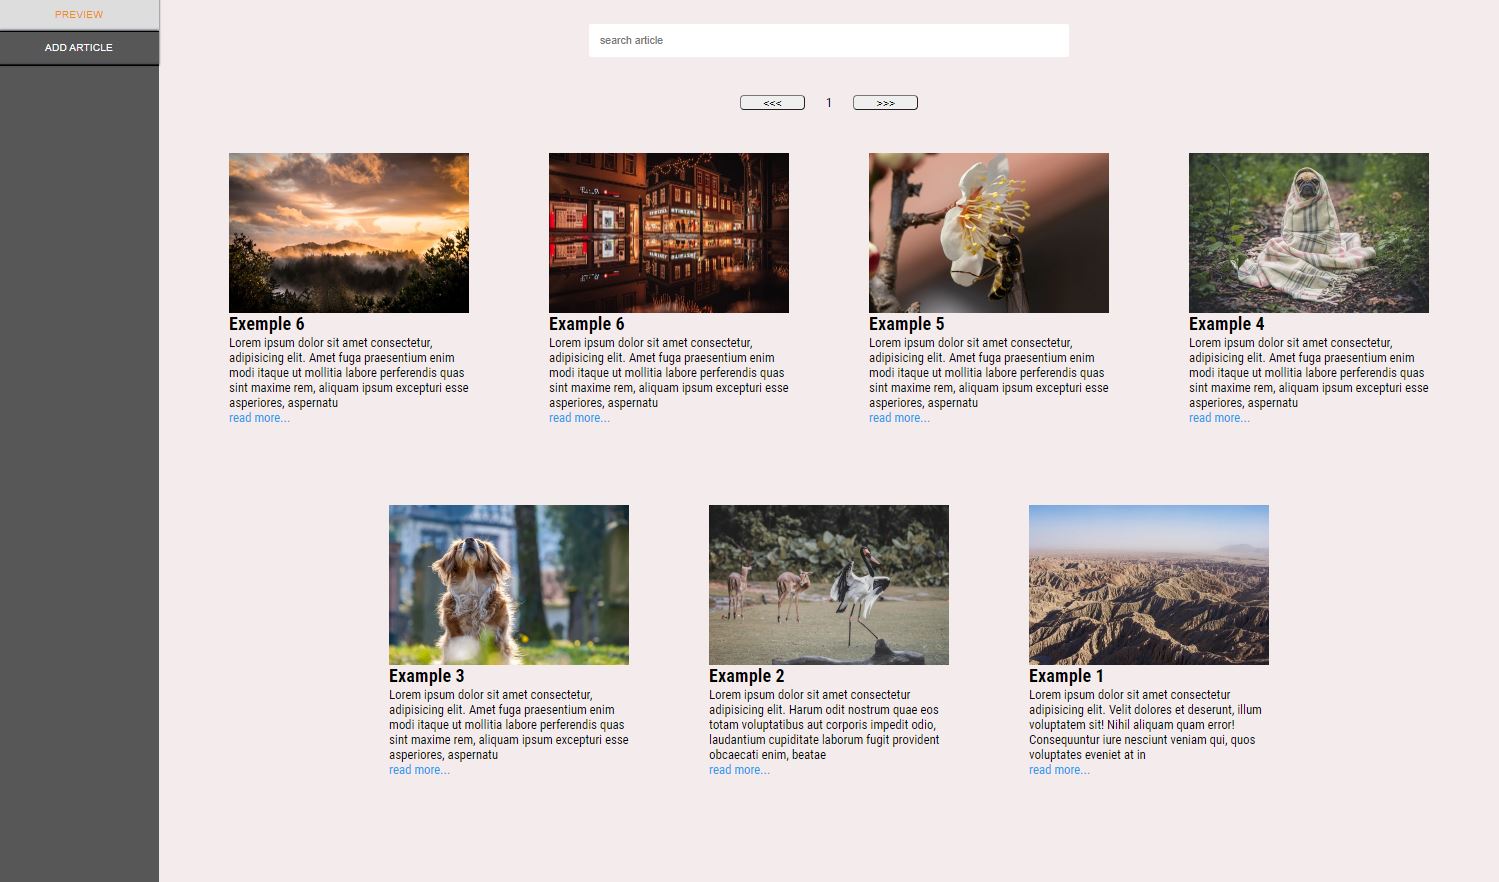 PREVIEW
ADD ARTICLE
search article
<<<
1
>>>
Exemple 6
Lorem ipsum dolor sit amet consectetur,
adipisicing elit. Amet fuga praesentium enim
modi itaque ut mollitia labore perferendis quas
sint maxime rem, aliquam ipsum excepturi esse
asperiores, aspernatu
read more...
Example 6
Lorem ipsum dolor sit amet consectetur,
adipisicing elit. Amet fuga praesentium enim
modi itaque ut mollitia labore perferendis quas
sint maxime rem, aliquam ipsum excepturi esse
asperiores, aspernatu
read more...
Example 5
Lorem ipsum dolor sit amet consectetur,
adipisicing elit. Amet fuga praesentium enim
modi itaque ut mollitia labore perferendis quas
sint maxime rem, aliquam ipsum excepturi esse
asperiores, aspernatu
read more...
Example 4
Lorem ipsum dolor sit amet consectetur,
adipisicing elit. Amet fuga praesentium enim
modi itaque ut mollitia labore perferendis quas
sint maxime rem, aliquam ipsum excepturi esse
asperiores, aspernatu
read more...
Example 3
Lorem ipsum dolor sit amet consectetur,
adipisicing elit. Amet fuga praesentium enim
modi itaque ut mollitia labore perferendis quas
sint maxime rem, aliquam ipsum excepturi esse
asperiores, aspernatu
read more...
Example 2
Lorem ipsum dolor sit amet consectetur
adipisicing elit. Harum odit nostrum quae eos
totam voluptatibus aut corporis impedit odio,
laudantium cupiditate laborum fugit provident
obcaecati enim, beatae
read more...
Example 1
Lorem ipsum dolor sit amet consectetur
adipisicing elit. Velit dolores et deserunt, illum
voluptatem sit! Nihil aliquam quam error!
Consequuntur iure nesciunt veniam qui, quos
voluptates eveniet at in
read more...